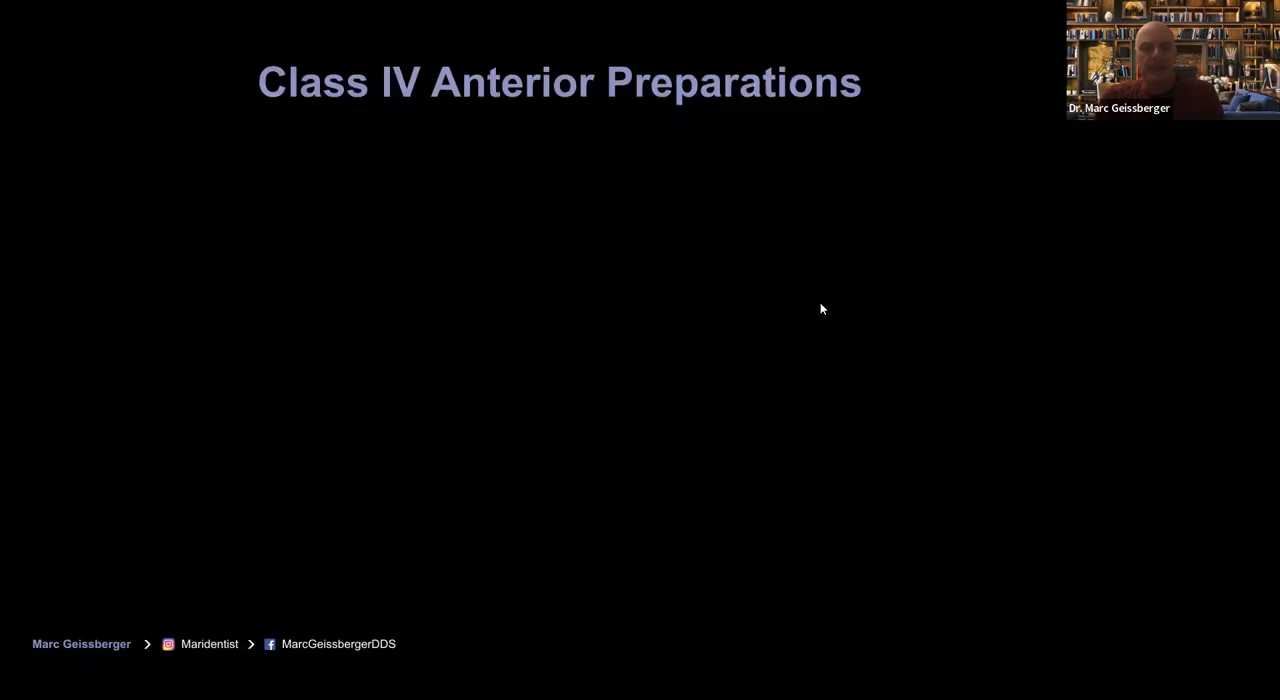 Class IV Anterior Preparations
Dr. Marc Geissberger
Marc Geissberger > Maridentist > MarcGeissbergerDDS